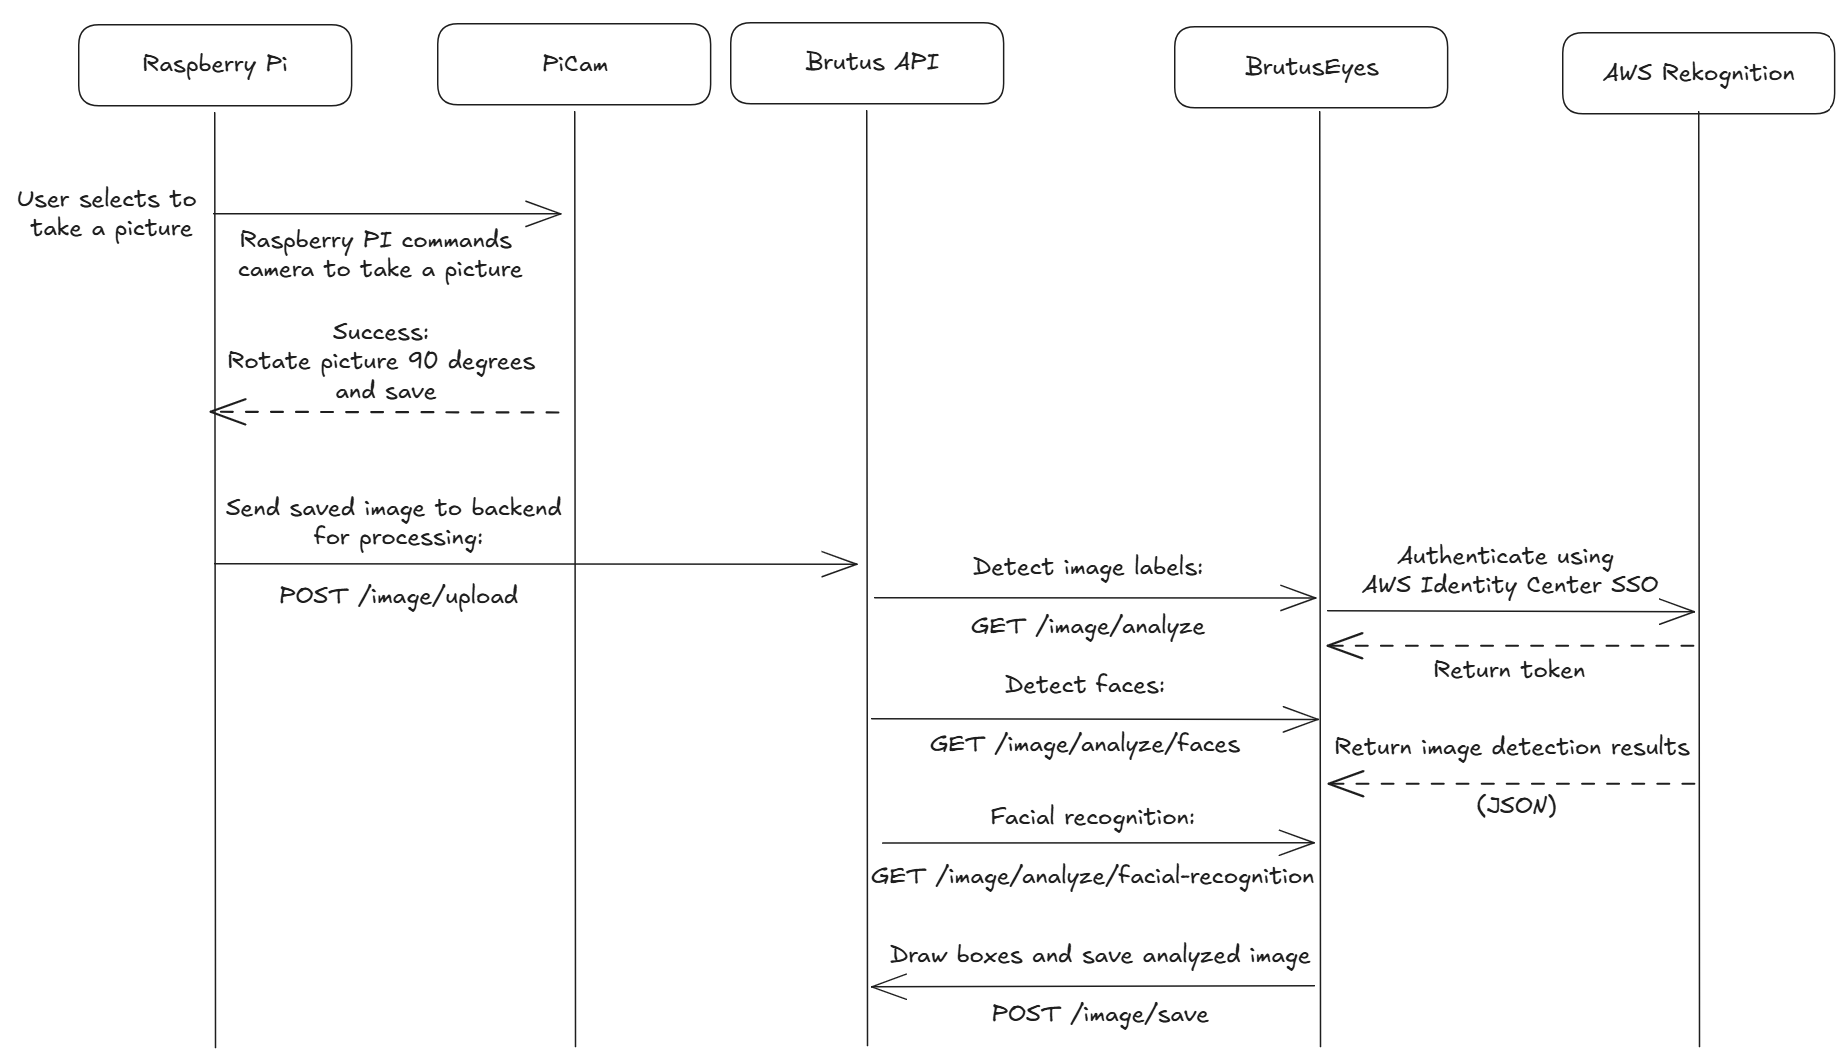 Raspberry Pi
PiCam
Brutus API
BrutusEyes
AWS Rekognition
User selects to
take a picture
Raspberry PI commands
camera to take a picture
Success:
Rotate picture 90 degrees
and save
Send saved image to backend
for processing:
POST /image/upload
Detect image labels:
GET /image/analyze
Authenticate using
AWS Identity Center SSO
Return token
Detect faces:
GET /image/analyze/faces
Return image detection results
(JSON)
Facial recognition:
GET /image/analyze/facial-recognition
Draw boxes and save analyzed image
POST /image/save